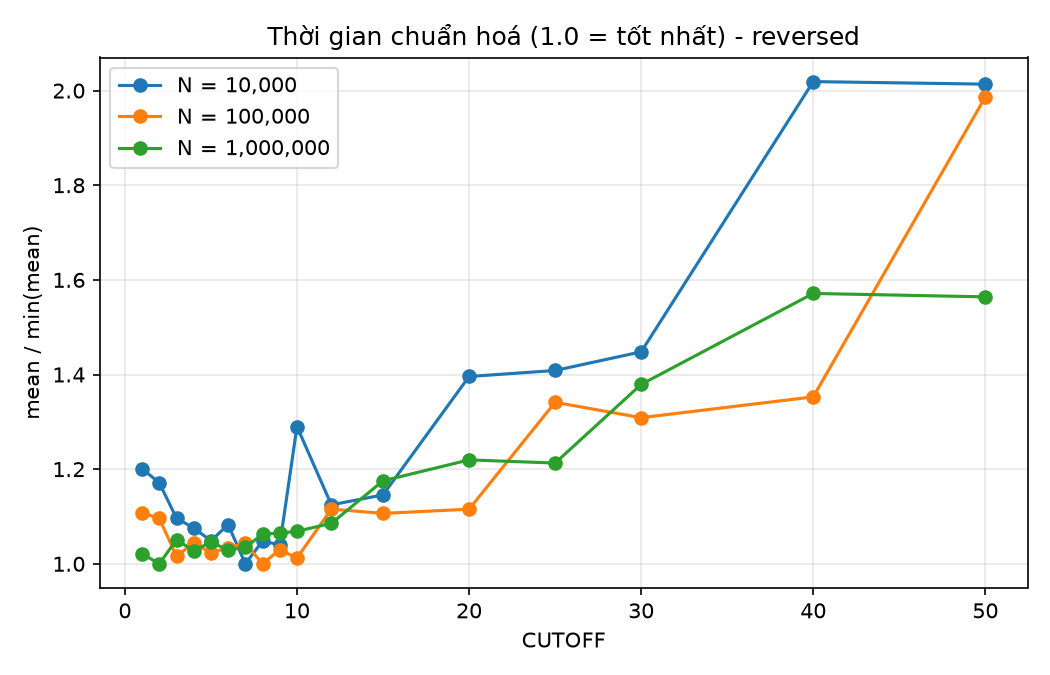 Thời gian chuẩn hoá (1.0 = tốt nhất) - reversed
N = 10,000
N = 100,000
N = 1,000,000
mean / min(mean)
2.0
1.8
1.6
1.4
1.2
1.0
0 10 20 30 40 50
CUTOFF